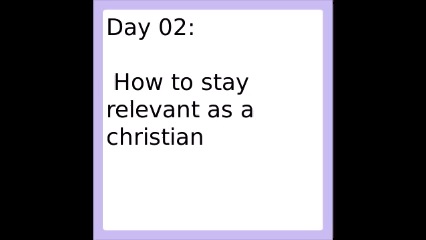 Day 02:
How to stay
relevant as a
christian